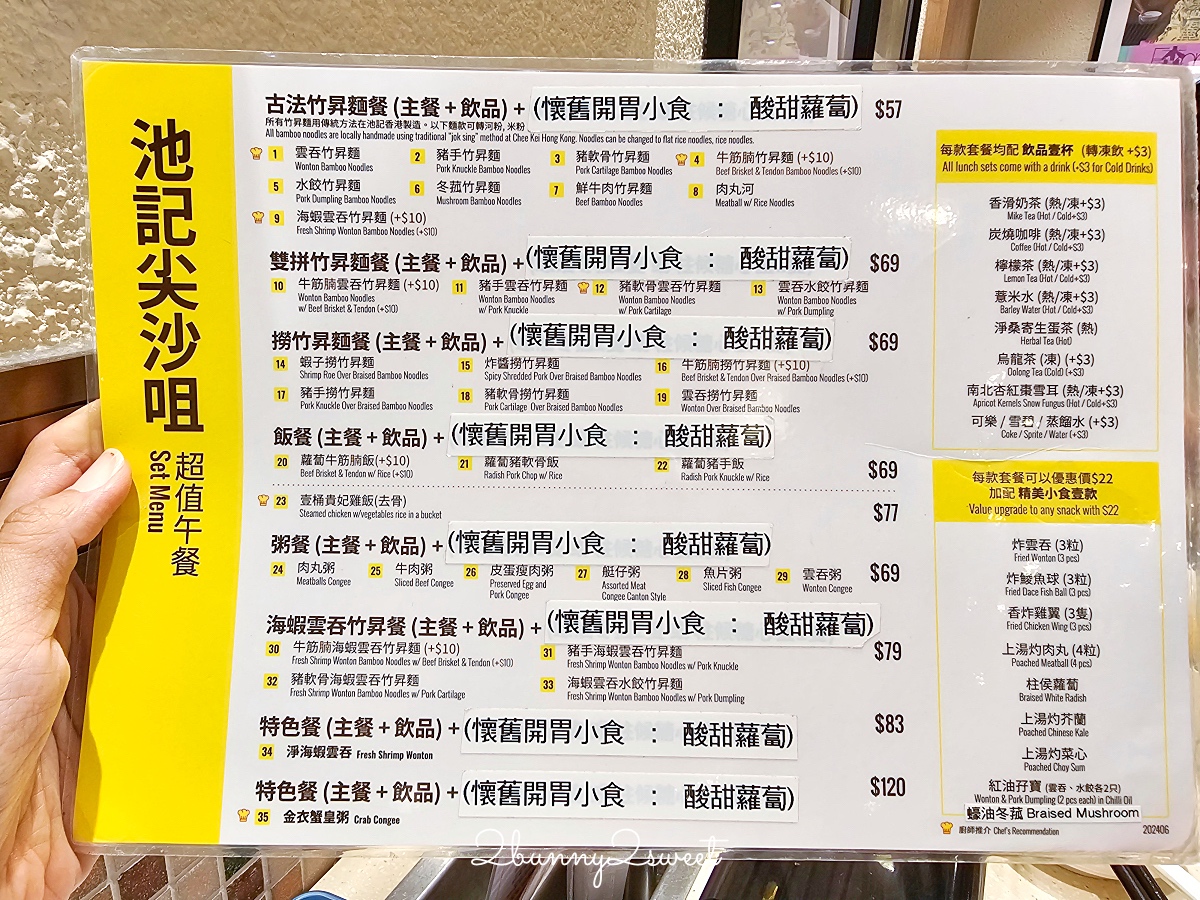 池記尖沙咀
超值午餐
Set Menu
古法竹昇麵餐 (主餐 + 飲品) + (懷舊開胃小食 : 酸甜蘿蔔) $57
所有竹昇麵用傳統方法在池記香港製造。以下麵款可轉河粉, 米粉
All bamboo noodles are locally handmade using traditional "jok sing" method at Chee Kei Hong Kong. Noodles can be changed to flat rice noodles, rice noodles.
1 雲吞竹昇麵 2 豬手竹昇麵 3 豬軟骨竹昇麵 4 牛筋腩竹昇麵 (+$10)
Wonton Bamboo Noodles Pork Knuckle Bamboo Noodles Pork Cartilage Bamboo Noodles Beef Brisket & Tendon Bamboo Noodles (+$10)
5 水餃竹昇麵 6 冬菰竹昇麵 7 鮮牛肉竹昇麵 8 肉丸河
Pork Dumpling Bamboo Noodles Mushroom Bamboo Noodles Beef Bamboo Noodles Meatball w/ Rice Noodles
9 海蝦雲吞竹昇麵 (+$10)
Fresh Shrimp Wonton Bamboo Noodles (+$10)
雙拼竹昇麵餐 (主餐 + 飲品) + (懷舊開胃小食 : 酸甜蘿蔔) $69
10 牛筋腩雲吞竹昇麵 (+$10) 11 豬手雲吞竹昇麵 12 豬軟骨雲吞竹昇麵 13 雲吞水餃竹昇麵
Wonton Bamboo Noodles Wonton Bamboo Noodles Wonton Bamboo Noodles Wonton Bamboo Noodles
w/ Beef Brisket & Tendon (+$10) w/ Pork Knuckle w/ Pork Cartilage w/ Pork Dumpling
撈竹昇麵餐 (主餐 + 飲品) + (懷舊開胃小食 : 酸甜蘿蔔) $69
14 蝦子撈竹昇麵 15 炸醬撈竹昇麵 16 牛筋腩撈竹昇麵 (+$10)
Shrimp Roe Over Braised Bamboo Noodles Spicy Shredded Pork Over Braised Bamboo Noodles Beef Brisket & Tendon Over Braised Bamboo Noodles (+$10)
17 豬手撈竹昇麵 18 豬軟骨撈竹昇麵 19 雲吞撈竹昇麵
Pork Knuckle Over Braised Bamboo Noodles Pork Cartilage Over Braised Bamboo Noodles Wonton Over Braised Bamboo Noodles
飯餐 (主餐 + 飲品) + (懷舊開胃小食 : 酸甜蘿蔔)
20 蘿蔔牛筋腩飯(+$10) 21 蘿蔔豬軟骨飯 22 蘿蔔豬手飯 $69
Beef Brisket & Tendon w/ Rice (+$10) Radish Pork Chop w/ Rice Radish Pork Knuckle w/ Rice
23 壹桶貴妃雞飯(去骨) $77
Steamed chicken w/vegetables rice in a bucket
粥餐 (主餐 + 飲品) + (懷舊開胃小食 : 酸甜蘿蔔)
24 肉丸粥 25 牛肉粥 26 皮蛋瘦肉粥 27 艇仔粥 28 魚片粥 29 雲吞粥 $69
Meatballs Congee Sliced Beef Congee Preserved Egg and Assorted Meat Sliced Fish Congee Wonton Congee
Pork Congee Congee Canton Style
海蝦雲吞竹昇餐 (主餐 + 飲品) + (懷舊開胃小食 : 酸甜蘿蔔)
30 牛筋腩海蝦雲吞竹昇麵 (+$10) 31 豬手海蝦雲吞竹昇麵 $79
Fresh Shrimp Wonton Bamboo Noodles w/ Beef Brisket & Tendon (+$10) Fresh Shrimp Wonton Bamboo Noodles w/ Pork Knuckle
32 豬軟骨海蝦雲吞竹昇麵 33 海蝦雲吞水餃竹昇麵
Fresh Shrimp Wonton Bamboo Noodles w/ Pork Cartilage Fresh Shrimp Wonton Bamboo Noodles w/ Pork Dumpling
特色餐 (主餐 + 飲品) + (懷舊開胃小食 : 酸甜蘿蔔) $83
34 淨海蝦雲吞 Fresh Shrimp Wonton
特色餐 (主餐 + 飲品) + (懷舊開胃小食 : 酸甜蘿蔔) $120
35 金衣蟹皇粥 Crab Congee
每款套餐均配 飲品壹杯 (轉凍飲 +$3)
All lunch sets come with a drink (+$3 for Cold Drinks)
香滑奶茶 (熱/凍+$3)
Mike Tea (Hot / Cold+$3)
炭燒咖啡 (熱/凍+$3)
Coffee (Hot / Cold+$3)
檸檬茶 (熱/凍+$3)
Lemon Tea (Hot / Cold+$3)
薏米水 (熱/凍+$3)
Barley Water (Hot / Cold+$3)
淨桑寄生蛋茶 (熱)
Herbal Tea (Hot)
烏龍茶 (凍) (+$3)
Oolong Tea (Cold) (+$3)
南北杏紅棗雪耳 (熱/凍+$3)
Apricot Kernels Snow Fungus (Hot / Cold+$3)
可樂 / 雪碧 / 蒸餾水 (+$3)
Coke / Sprite / Water (+$3)
每款套餐可以優惠價$22
加配 精美小食壹款
Value upgrade to any snack with $22
炸雲吞 (3粒)
Fried Wonton (3 pcs)
炸鯪魚球 (3粒)
Fried Dace Fish Ball (3 pcs)
香炸雞翼 (3隻)
Fried Chicken Wing (3 pcs)
上湯灼肉丸 (4粒)
Poached Meatball (4 pcs)
柱侯蘿蔔
Braised White Radish
上湯灼芥蘭
Poached Chinese Kale
上湯灼菜心
Poached Choy Sum
紅油孖寶 (雲吞、水餃各2只)
Wonton & Pork Dumpling (2 pcs each) in Chilli Oil
蠔油冬菰 Braised Mushroom
廚師推介 Chef's Recommendation 202406
2bunny2sweet